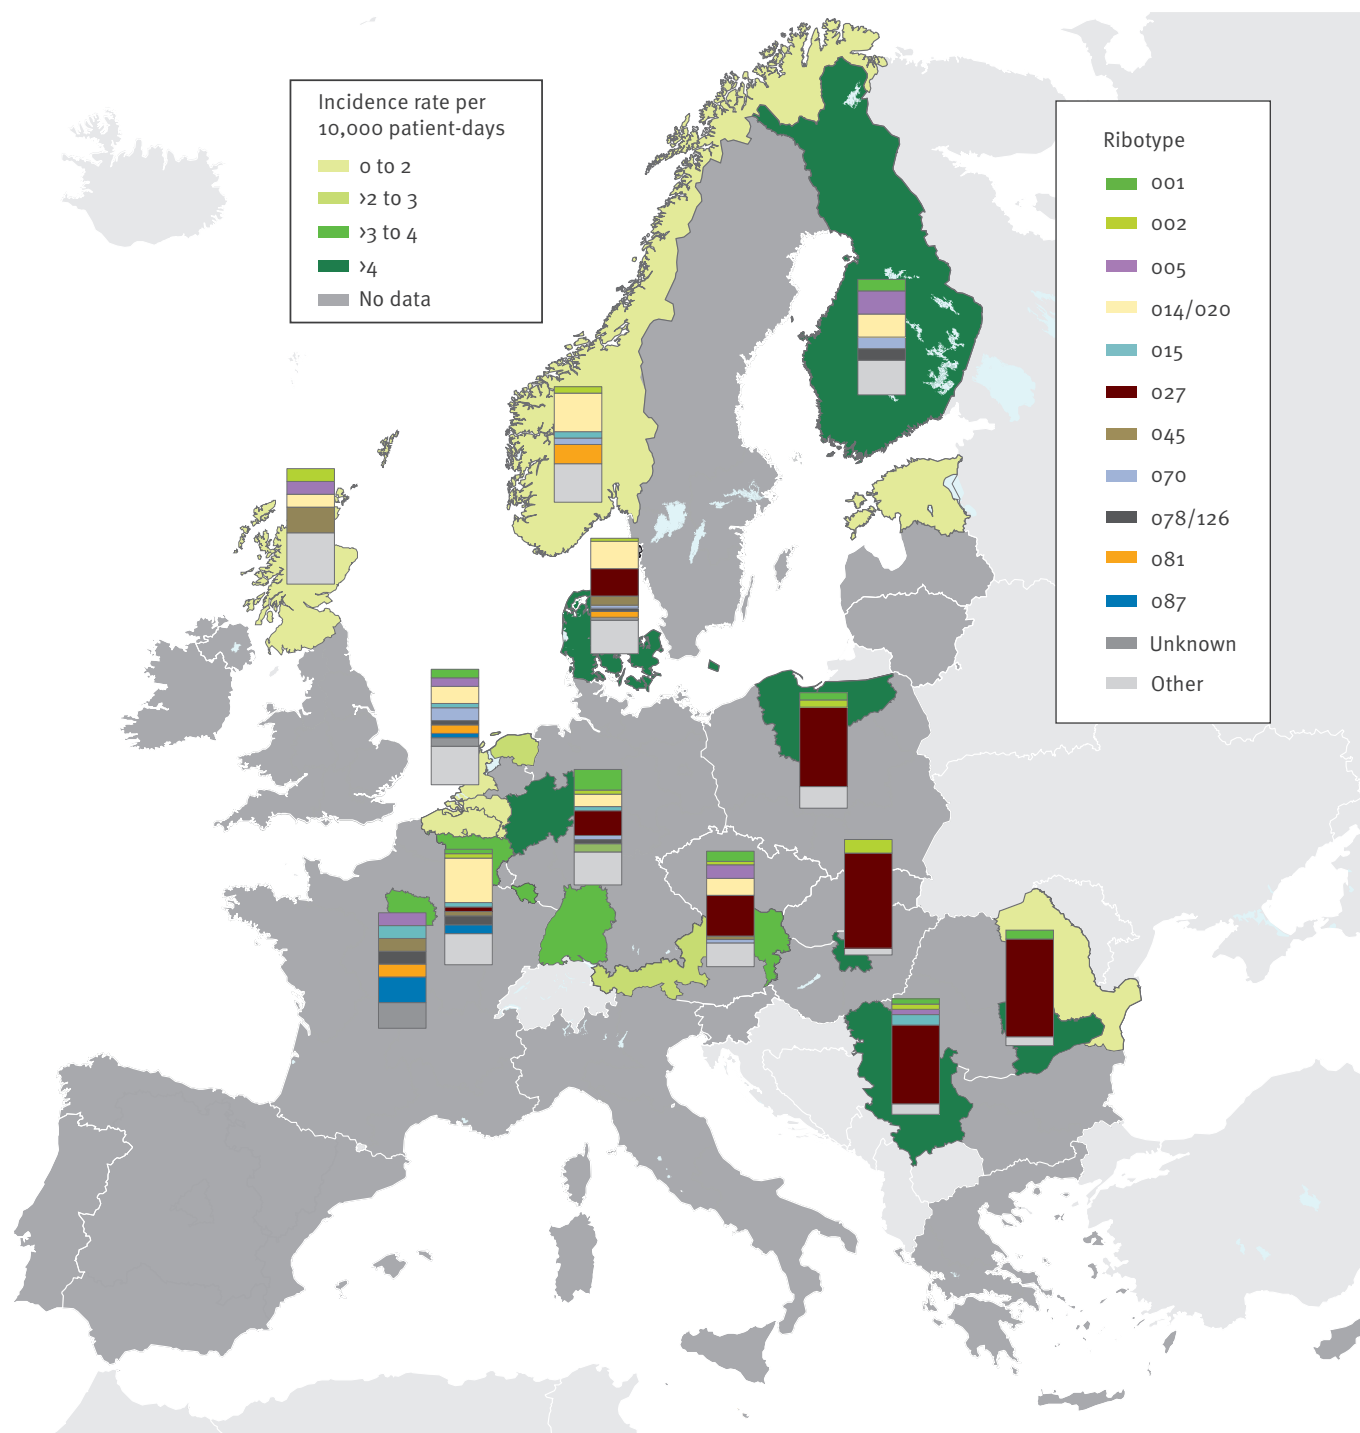 Incidence rate per
10,000 patient-days
0 to 2
>2 to 3
>3 to 4
>4
No data
Ribotype
001
002
005
014/020
015
027
045
070
078/126
081
087
Unknown
Other